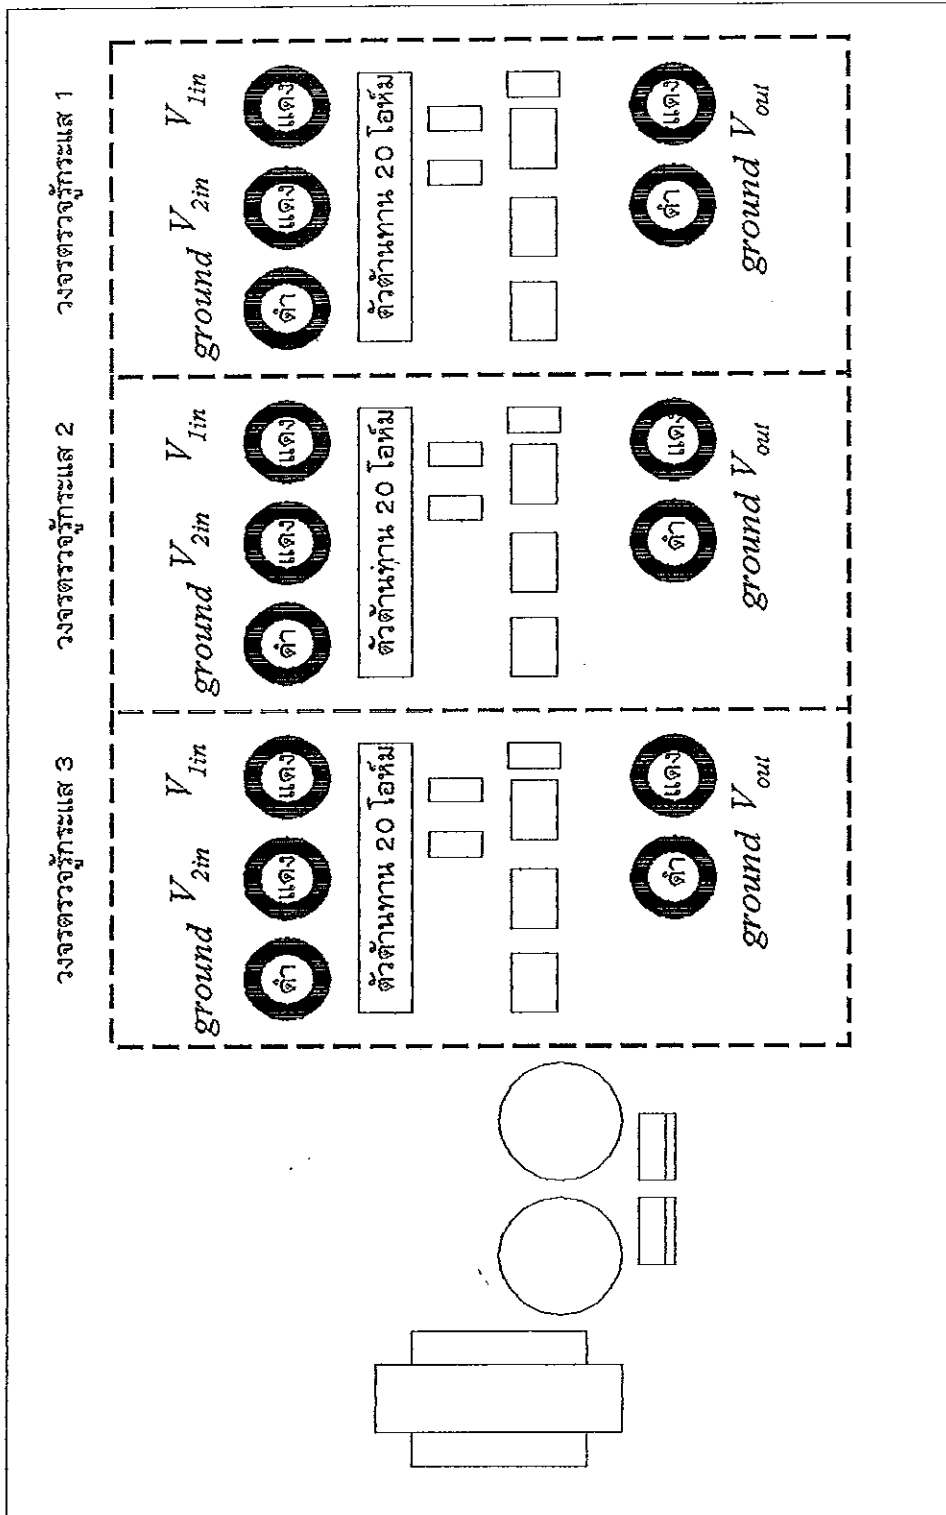 วงจรตรวจรู้กระแส 3
ground V2in V1in
ดำ แดง แดง
ตัวต้านทาน 20 โอห์ม
ดำ แดง
ground Vout
วงจรตรวจรู้กระแส 2
ground V2in V1in
ดำ แดง แดง
ตัวต้านทาน 20 โอห์ม
ดำ แดง
ground Vout
วงจรตรวจรู้กระแส 1
ground V2in V1in
ดำ แดง แดง
ตัวต้านทาน 20 โอห์ม
ดำ แดง
ground Vout